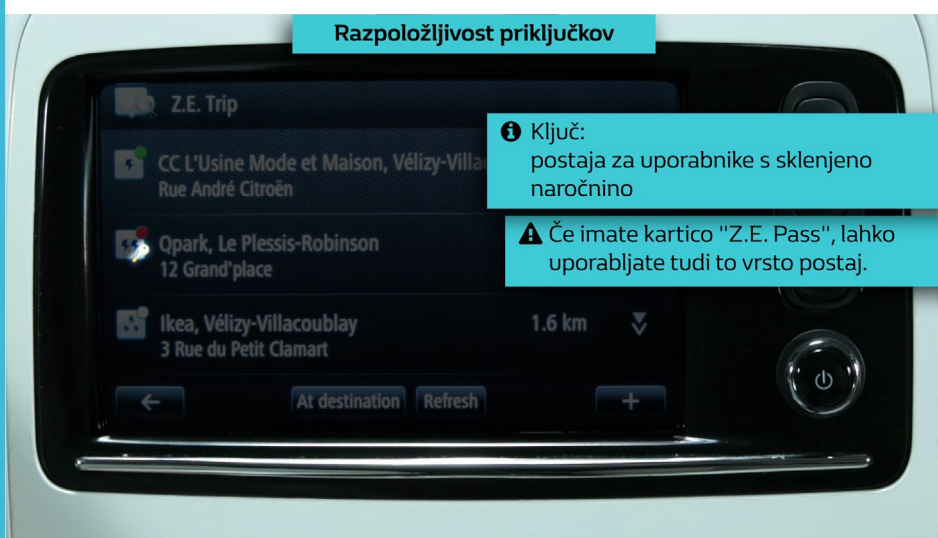 Razpoložljivost priključkov
Z.E. Trip
Ključ:
postaja za uporabnike s sklenjeno
naročnino
CC L'Usine Mode et Maison, Vélizy-Villa
Rue André Citroën
Če imate kartico "Z.E. Pass", lahko
uporabljate tudi to vrsto postaj.
Qpark, Le Plessis-Robinson
12 Grand'place
Ikea, Vélizy-Villacoublay
1.6 km
3 Rue du Petit Clamart
At destination
Refresh